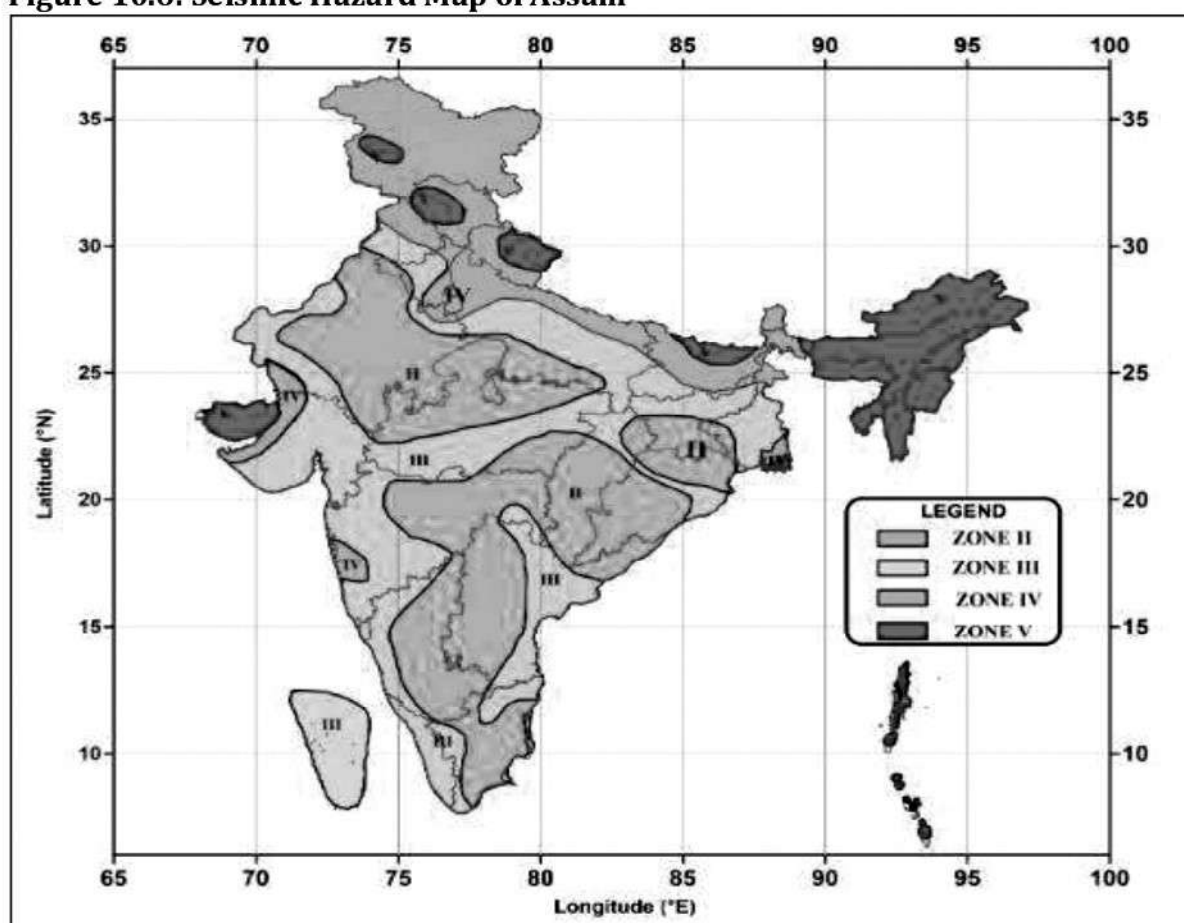 Figure 10.6: Seismic Hazard Map of Assam
65 70 75 80 85 90 95 100
35 35
30 30
IV
25 II IV 25
III II
Latitude (°N)
20 II 20
LEGEND
ZONE II
ZONE III
ZONE IV
ZONE V
IV III
15 15
III III
10 10
65 70 75 80 85 90 95 100
Longitude (°E)